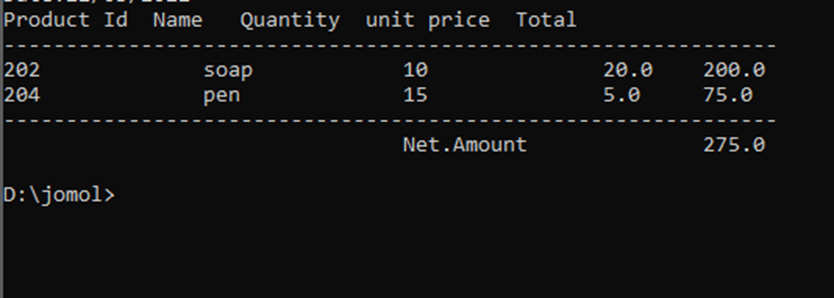 Product Id  Name   Quantity  unit price  Total
--------------------------------------------------------------
202             soap            10              20.0    200.0
204             pen             15              5.0     75.0
--------------------------------------------------------------
                                Net.Amount              275.0
D:\jomol>